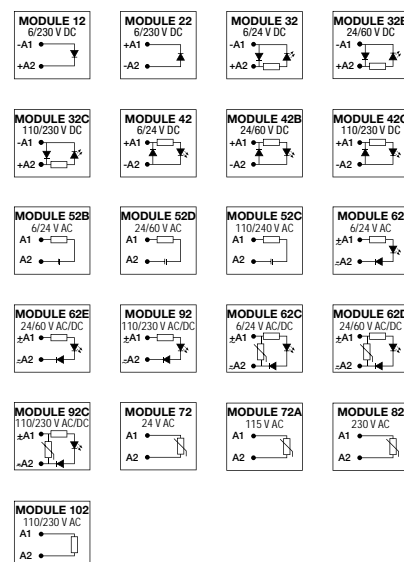 MODULE 12
6/230 V DC
-A1
+A2
MODULE 22
6/230 V DC
+A1
-A2
MODULE 32
6/24 V DC
-A1
+A2
MODULE 32B
24/60 V DC
-A1
+A2
MODULE 32C
110/230 V DC
-A1
+A2
MODULE 42
6/24 V DC
+A1
-A2
MODULE 42B
24/60 V DC
+A1
-A2
MODULE 42C
110/230 V DC
+A1
-A2
MODULE 52B
6/24 V AC
A1
A2
MODULE 52D
24/60 V AC
A1
A2
MODULE 52C
110/240 V AC
A1
A2
MODULE 62
6/24 V AC
±A1
±A2
MODULE 62E
24/60 V AC/DC
±A1
±A2
MODULE 92
110/230 V AC/DC
±A1
±A2
MODULE 62C
6/24 V AC/DC
±A1
±A2
MODULE 62D
24/60 V AC/DC
±A1
±A2
MODULE 92C
110/230 V AC/DC
±A1
±A2
MODULE 72
24 V AC
A1
A2
MODULE 72A
115 V AC
A1
A2
MODULE 82
230 V AC
A1
A2
MODULE 102
110/230 V AC
A1
A2